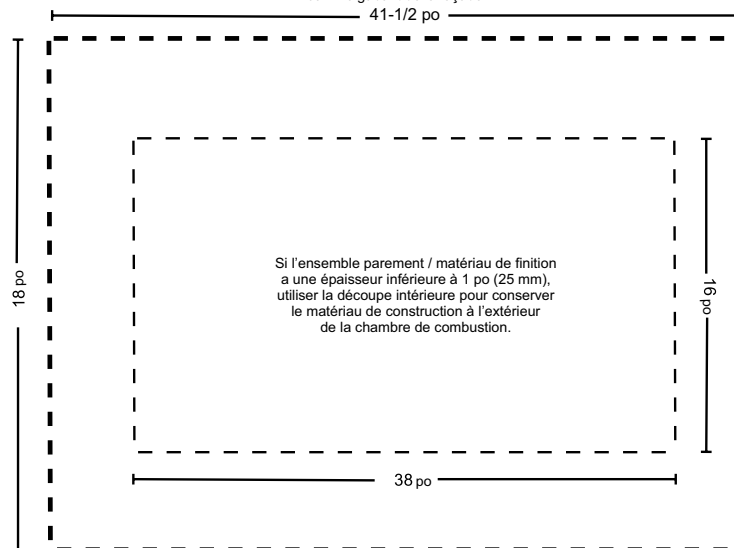 41-1/2 po
18 po
Si l’ensemble parement / matériau de finition
a une épaisseur inférieure à 1 po (25 mm),
utiliser la découpe intérieure pour conserver
le matériau de construction à l’extérieur
de la chambre de combustion.
16 po
38 po